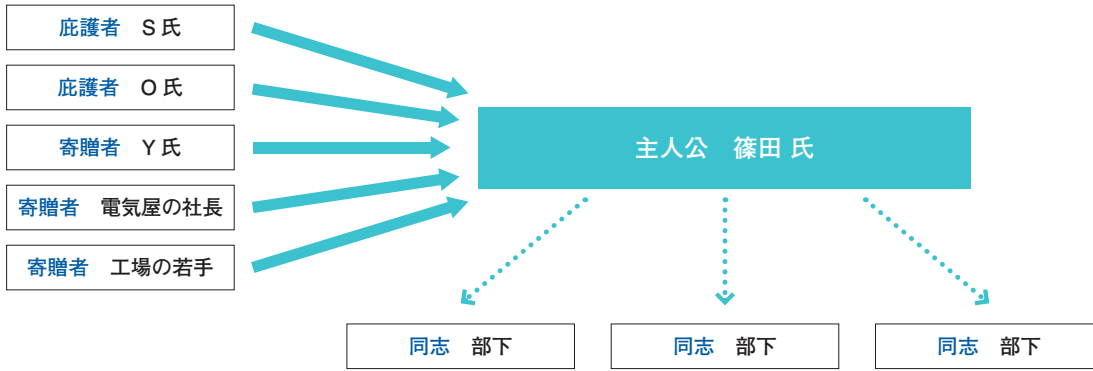 庇護者 S 氏
庇護者 O 氏
寄贈者 Y 氏
寄贈者 電気屋の社長
寄贈者 工場の若手
主人公 篠田 氏
同志 部下
同志 部下
同志 部下